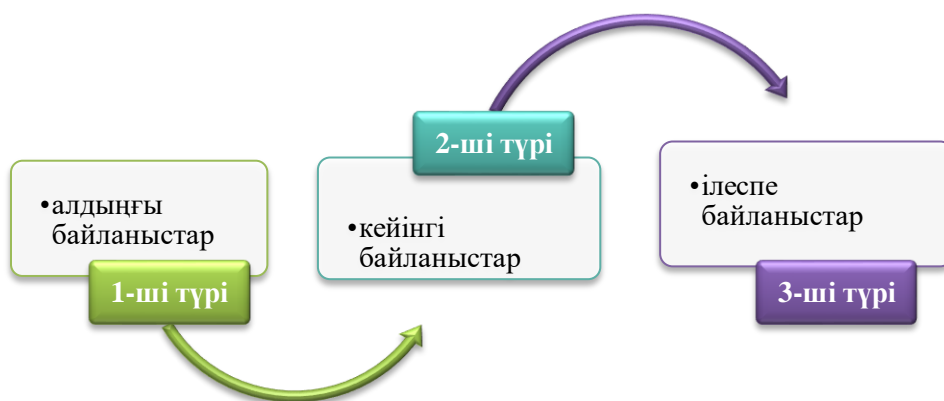 •алдыңғы
байланыстар
1-ші түрі
2-ші түрі
•кейінгі
байланыстар
•ілеспе
байланыстар
3-ші түрі